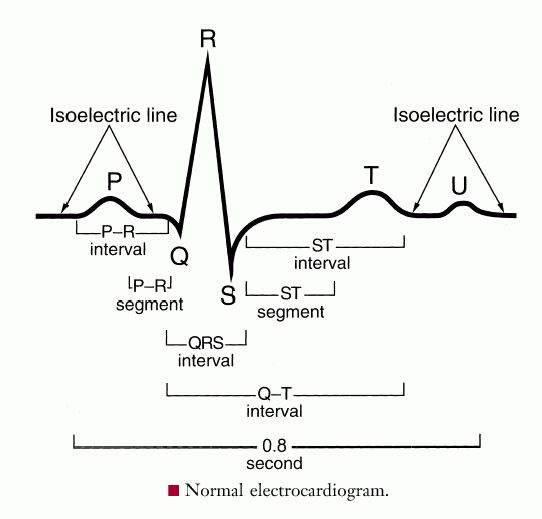 R
Isoelectric line
Isoelectric line
P
T
U
P–R
interval
Q
ST
interval
P–R
segment
S
ST
segment
QRS
interval
Q–T
interval
0.8
second
Normal electrocardiogram.